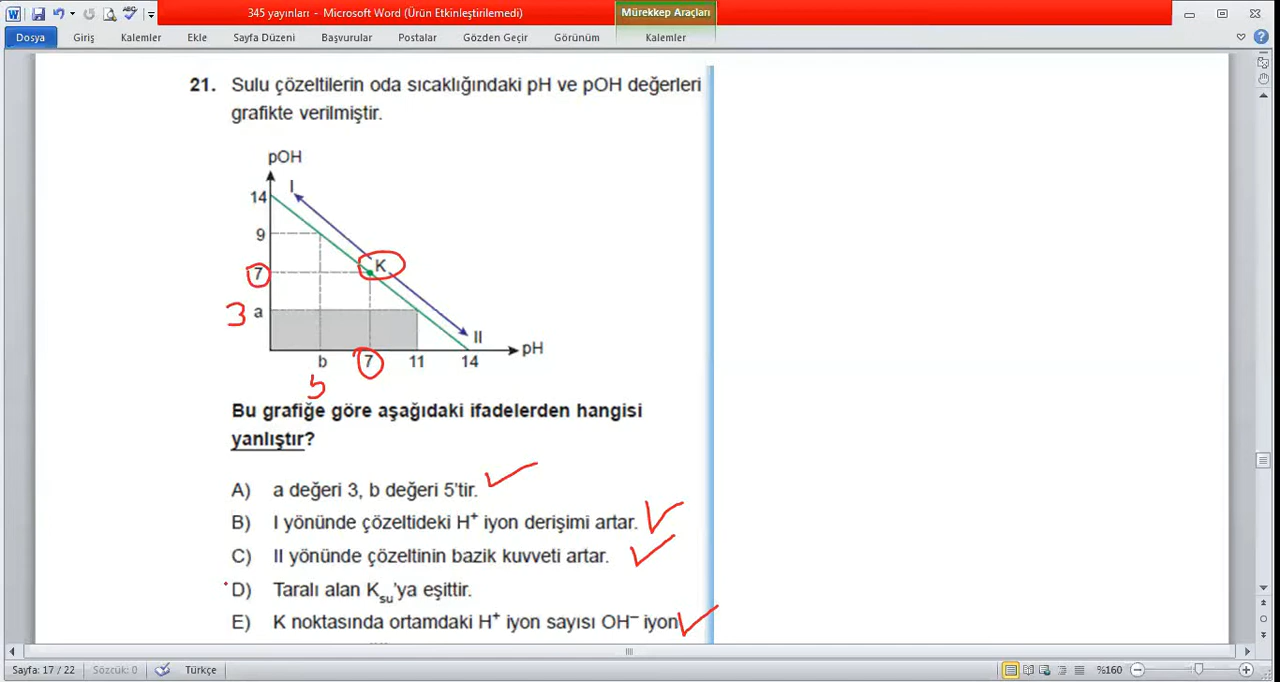 345 yayınları - Microsoft Word (Ürün Etkinleştirilemedi)
Mürekkep Araçları
Dosya Giriş Kalemler Ekle Sayfa Düzeni Başvurular Postalar Gözden Geçir Görünüm Kalemler
21. Sulu çözeltilerin oda sıcaklığındaki pH ve pOH değerleri
grafikte verilmiştir.
pOH
I
14
9
K
7
3 a
II
pH
b 7 11 14
5
Bu grafiğe göre aşağıdaki ifadelerden hangisi
yanlıştır?
A) a değeri 3, b değeri 5'tir.
B) I yönünde çözeltideki H⁺ iyon derişimi artar.
C) II yönünde çözeltinin bazik kuvveti artar.
D) Taralı alan Ksu'ya eşittir.
E) K noktasında ortamdaki H⁺ iyon sayısı OH⁻ iyon
Sayfa: 17 / 22 Sözcük: 0 Türkçe %160